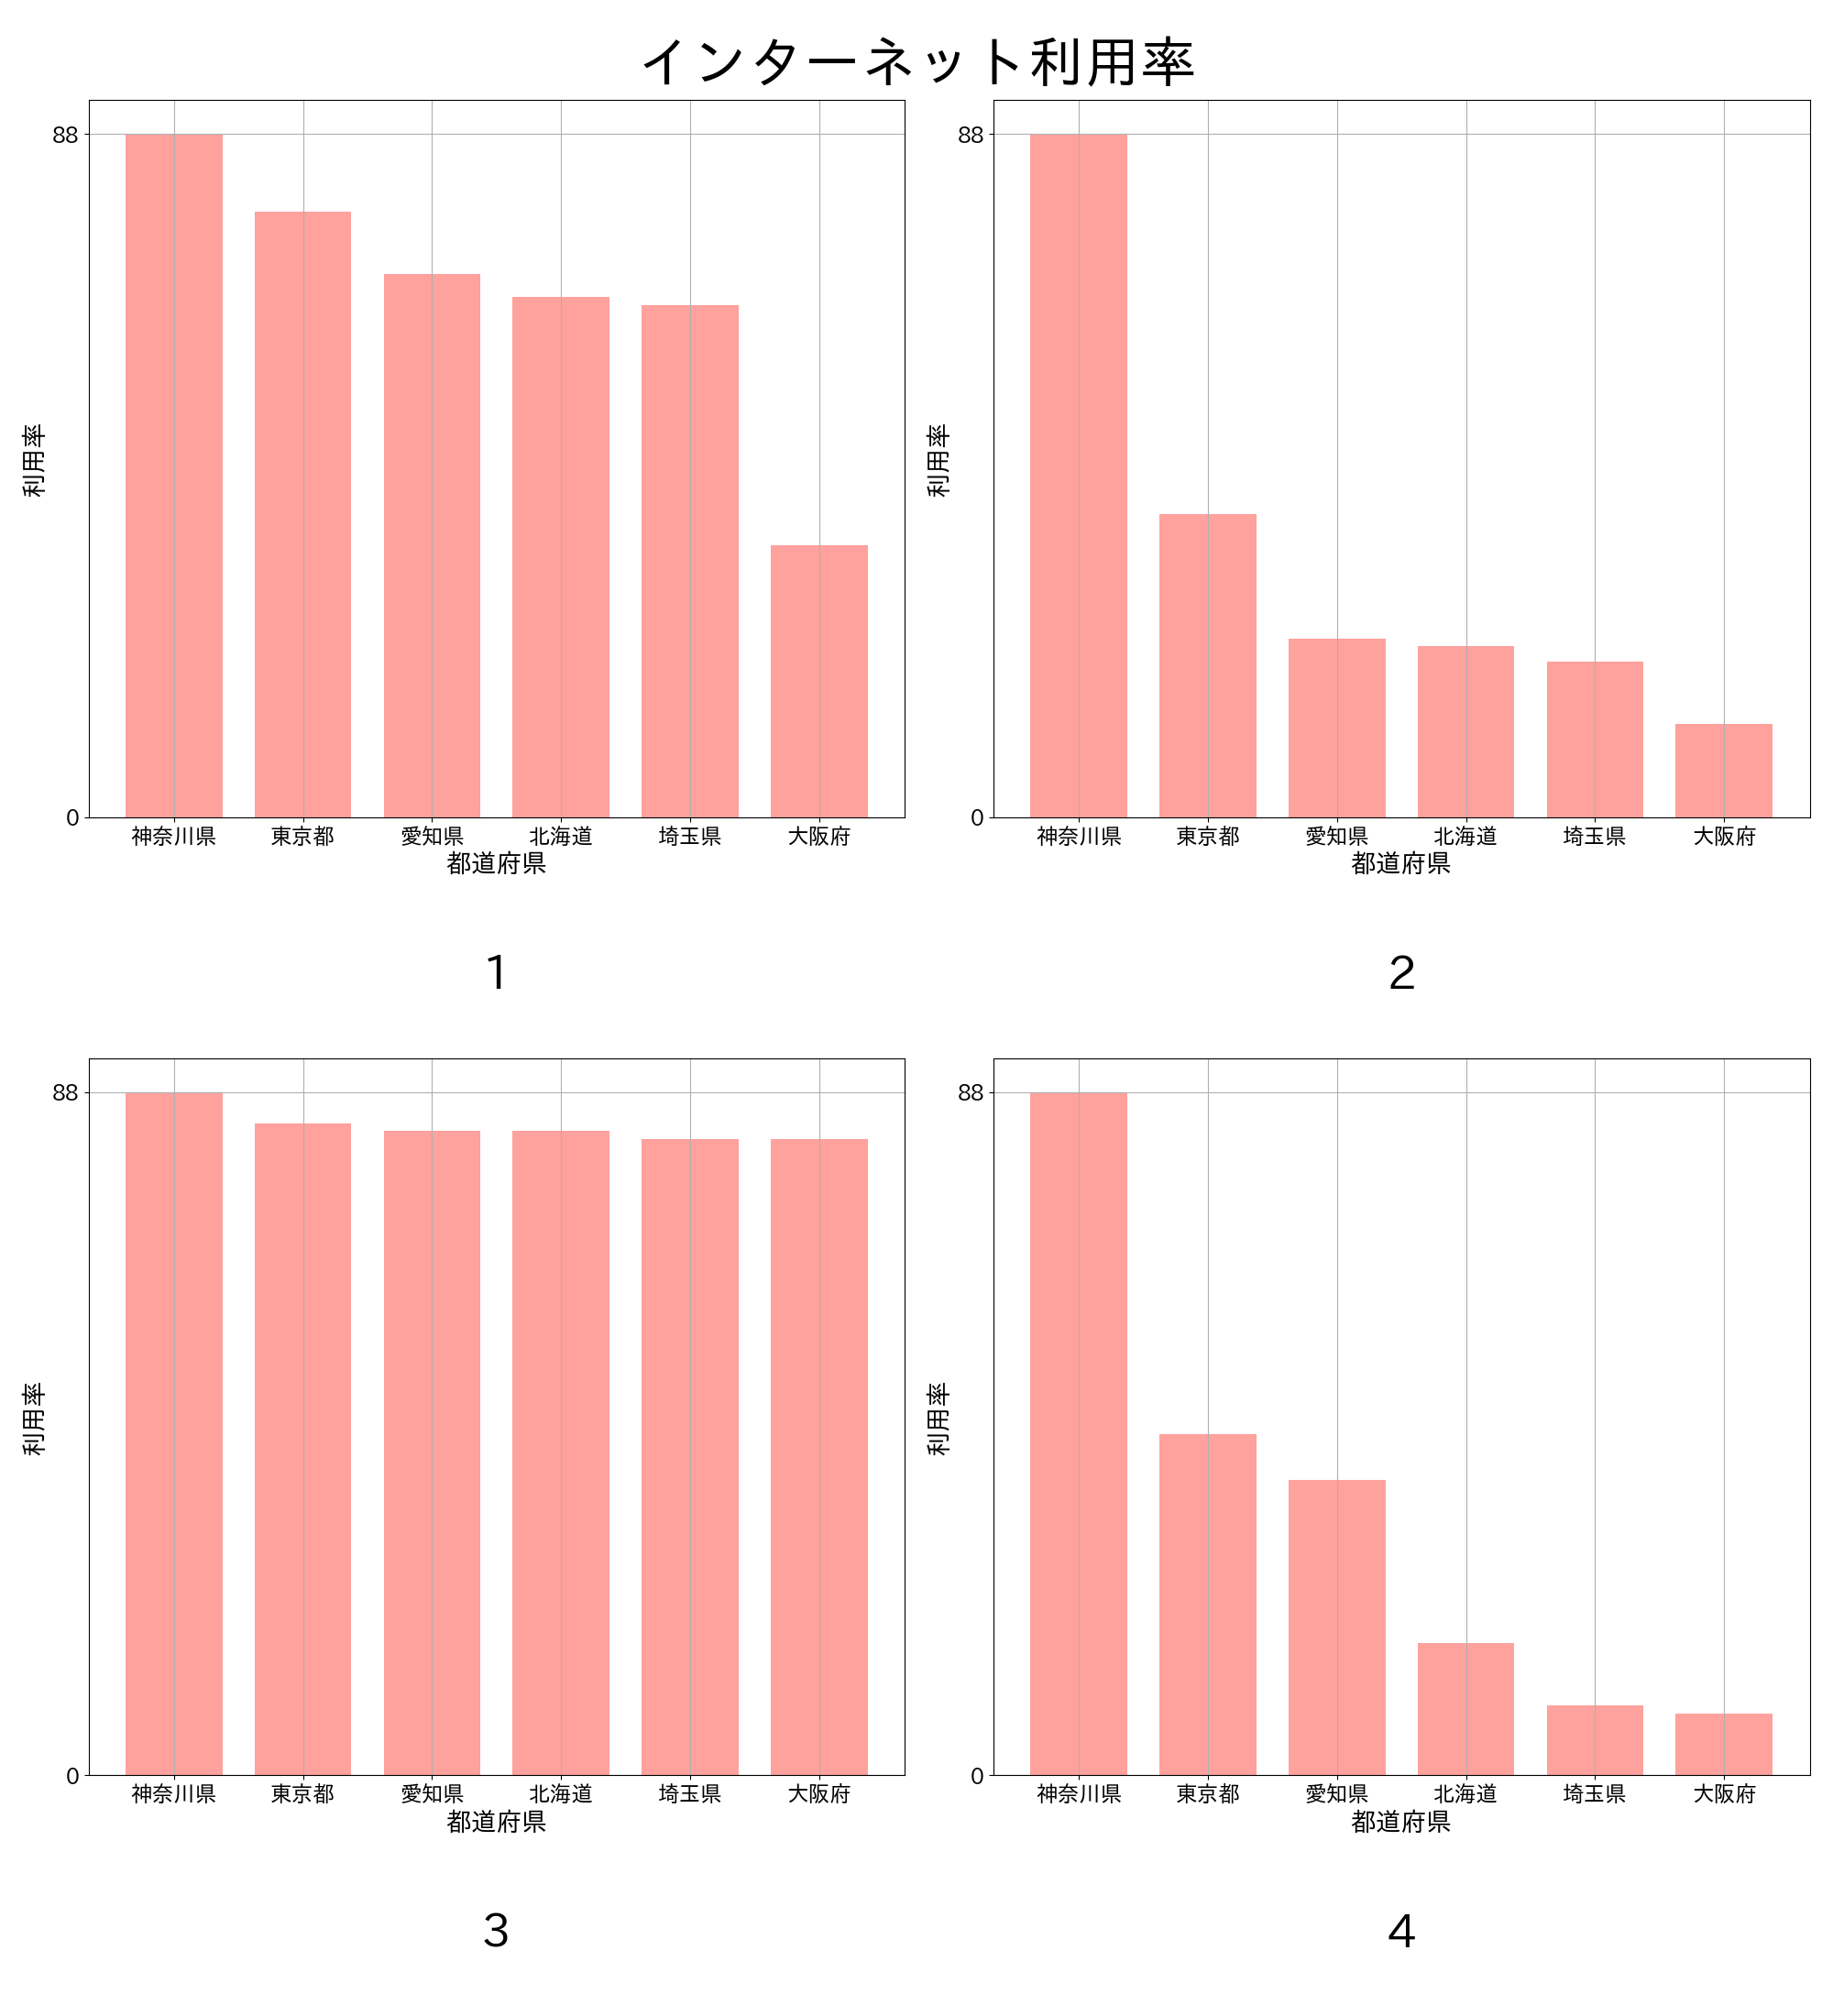 インターネット利用率
88
0
利用率
神奈川県 東京都 愛知県 北海道 埼玉県 大阪府
都道府県
1
88
0
利用率
神奈川県 東京都 愛知県 北海道 埼玉県 大阪府
都道府県
2
88
0
利用率
神奈川県 東京都 愛知県 北海道 埼玉県 大阪府
都道府県
3
88
0
利用率
神奈川県 東京都 愛知県 北海道 埼玉県 大阪府
都道府県
4